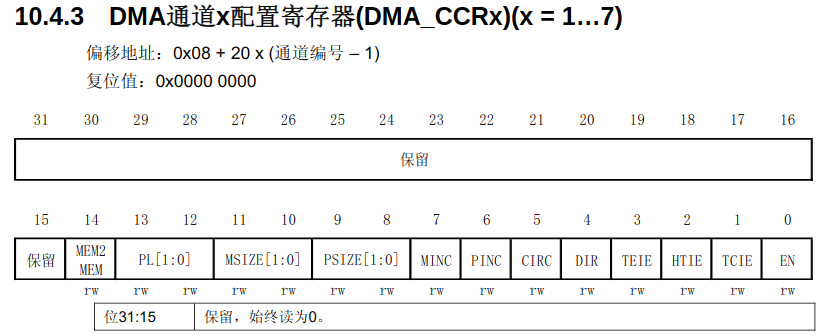 10.4.3 DMA通道x配置寄存器(DMA_CCRx)(x = 1…7)
偏移地址：0x08 + 20 x (通道编号 – 1)
复位值：0x0000 0000
31 30 29 28 27 26 25 24 23 22 21 20 19 18 17 16
保留
15 14 13 12 11 10 9 8 7 6 5 4 3 2 1 0
保留 MEM2 MEM PL[1:0] MSIZE[1:0] PSIZE[1:0] MINC PINC CIRC DIR TEIE HTIE TCIE EN
rw rw rw rw rw rw rw rw rw rw rw rw rw rw rw
位31:15 保留，始终读为0。